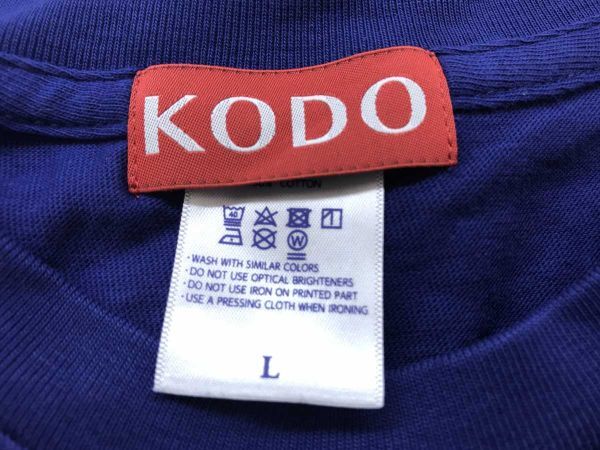 KODO
COTTON
40
W
· WASH WITH SIMILAR COLORS
· DO NOT USE OPTICAL BRIGHTENERS
· DO NOT USE IRON ON PRINTED PART
· USE A PRESSING CLOTH WHEN IRONING
L